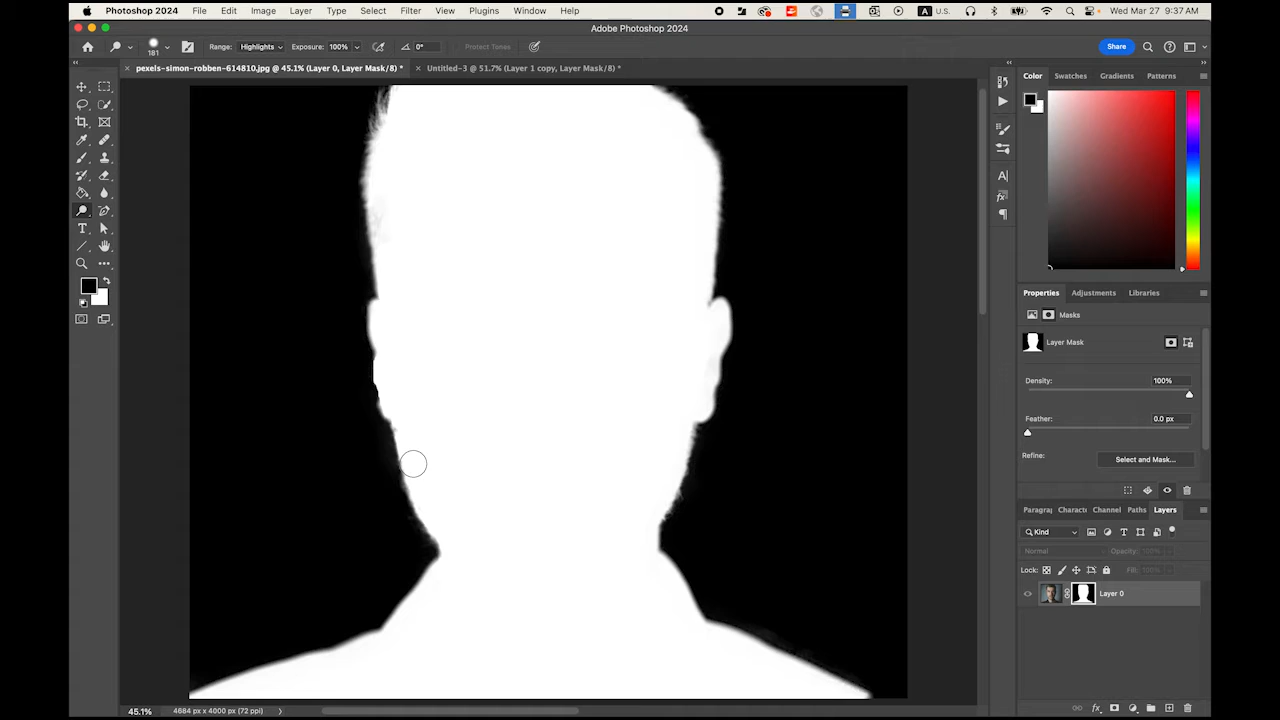 Photoshop 2024 File Edit Image Layer Type Select Filter View Plugins Window Help A U.S. Wed Mar 27 9:37 AM
Adobe Photoshop 2024
181 Range: Highlights Exposure: 100% 0° Protect Tones Share
× pexels-simon-robben-614810.jpg @ 45.1% (Layer 0, Layer Mask/8) * × Untitled-3 @ 51.7% (Layer 1 copy, Layer Mask/8) *
Color Swatches Gradients Patterns
Properties Adjustments Libraries
Masks
Layer Mask
Density: 100%
Feather: 0.0 px
Refine: Select and Mask...
Paragra Charact Channel Paths Layers
Kind
Normal Opacity: 100%
Lock: Fill: 100%
Layer 0
45.1% 4684 px x 4000 px (72 ppi)